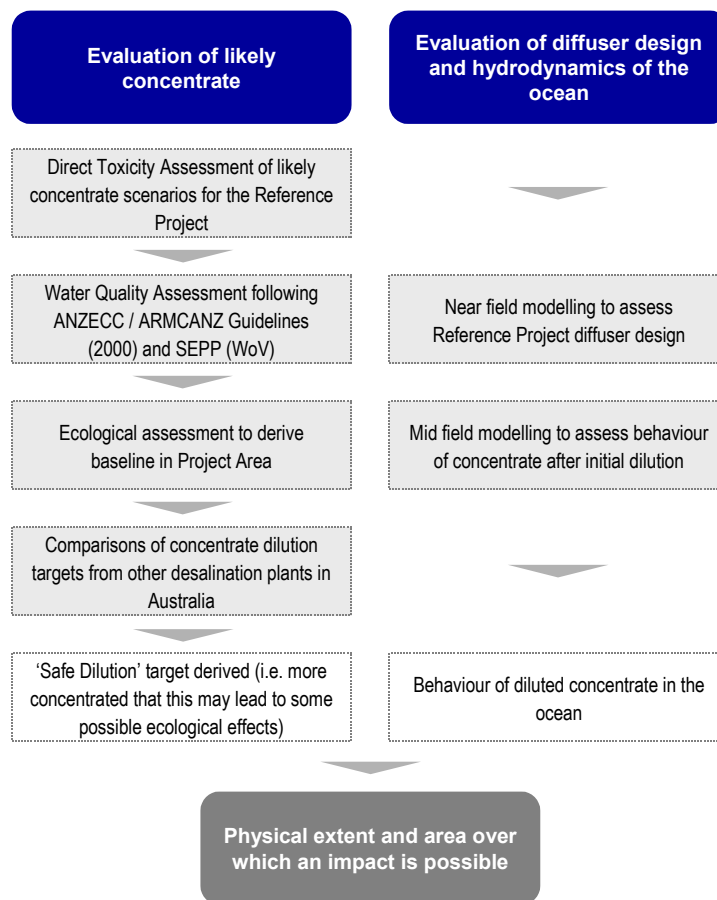 Evaluation of likely
concentrate
Evaluation of diffuser design
and hydrodynamics of the
ocean
Direct Toxicity Assessment of likely
concentrate scenarios for the Reference
Project
Water Quality Assessment following
ANZECC / ARMCANZ Guidelines
(2000) and SEPP (WoV)
Near field modelling to assess
Reference Project diffuser design
Ecological assessment to derive
baseline in Project Area
Mid field modelling to assess behaviour
of concentrate after initial dilution
Comparisons of concentrate dilution
targets from other desalination plants in
Australia
‘Safe Dilution’ target derived (i.e. more
concentrated that this may lead to some
possible ecological effects)
Behaviour of diluted concentrate in the
ocean
Physical extent and area over
which an impact is possible